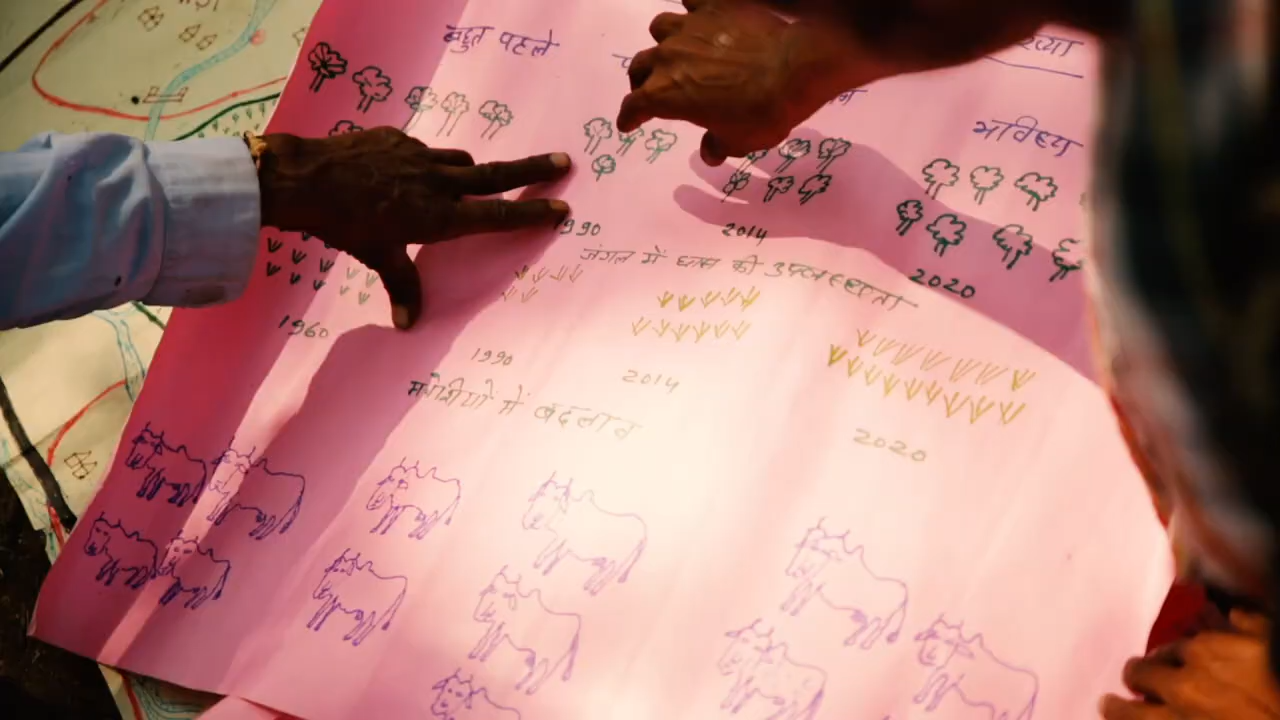 बहुत पहले
भविष्य
1990
2014
2020
जंगल में घास की उपलब्धता
1960
1990
2014
2020
मवेशियों में बदलाव